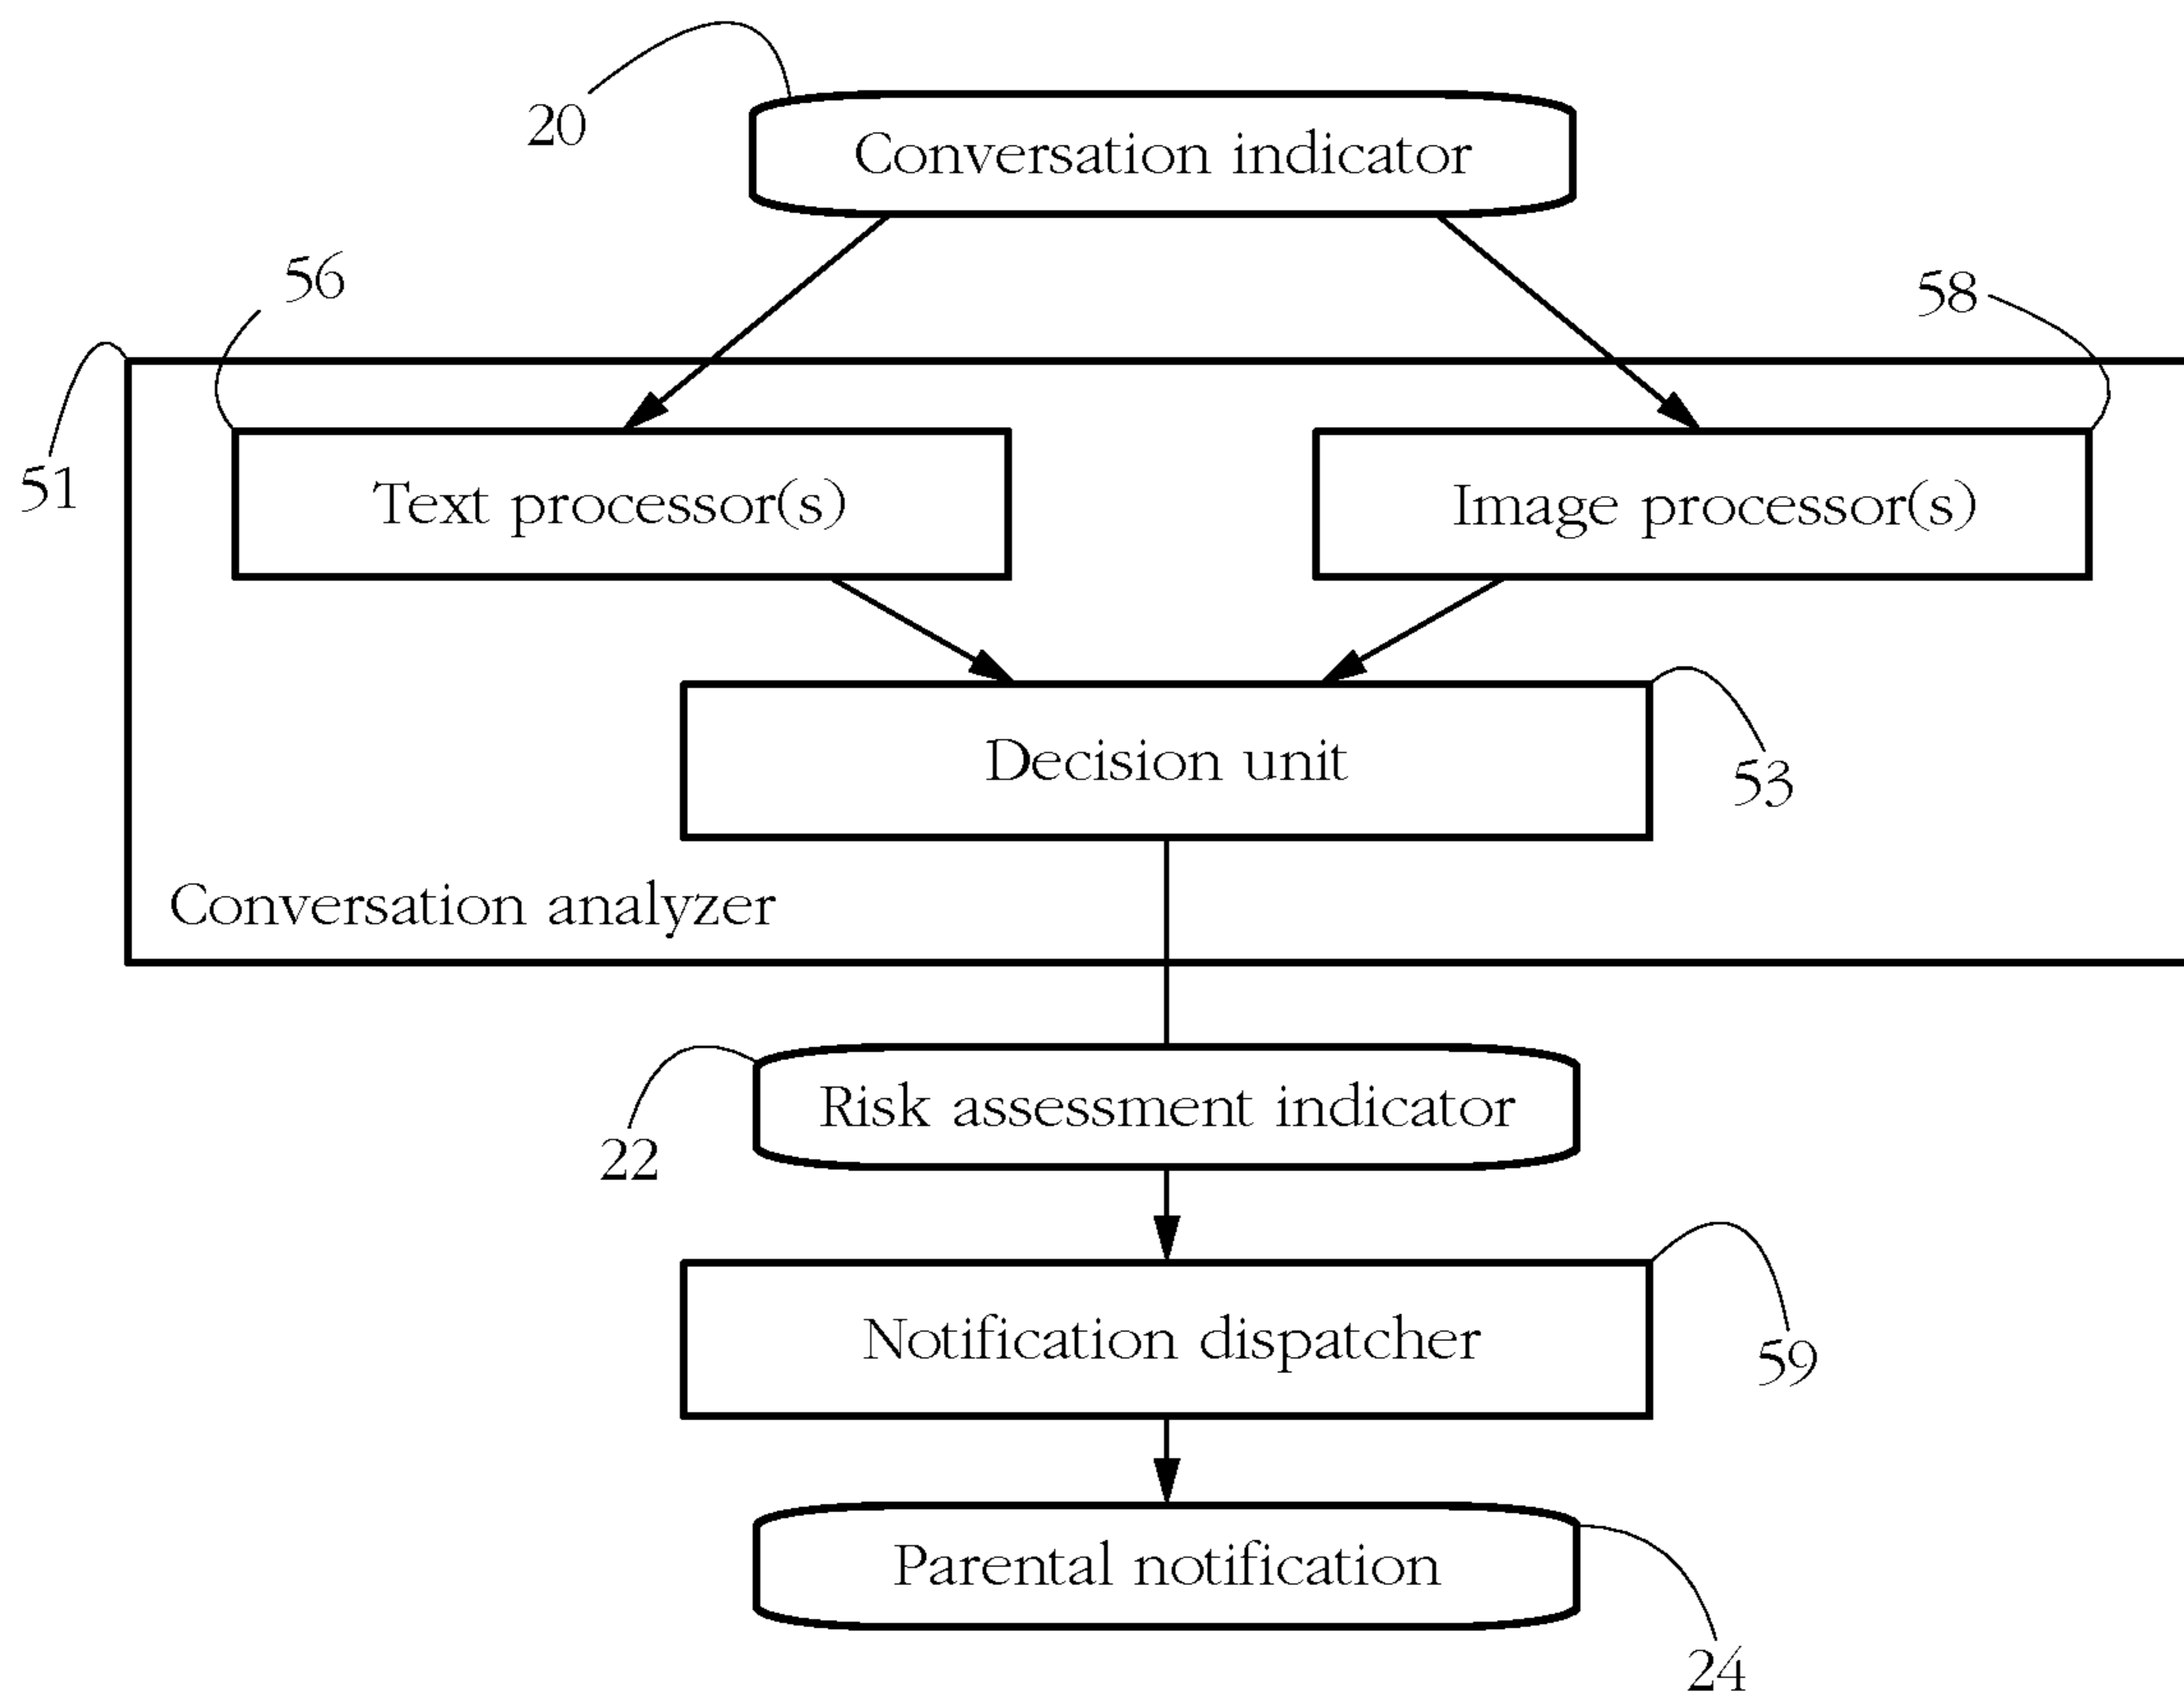 20
Conversation indicator
56
58
51
Text processor(s)
Image processor(s)
Decision unit
53
Conversation analyzer
Risk assessment indicator
22
Notification dispatcher
59
Parental notification
24